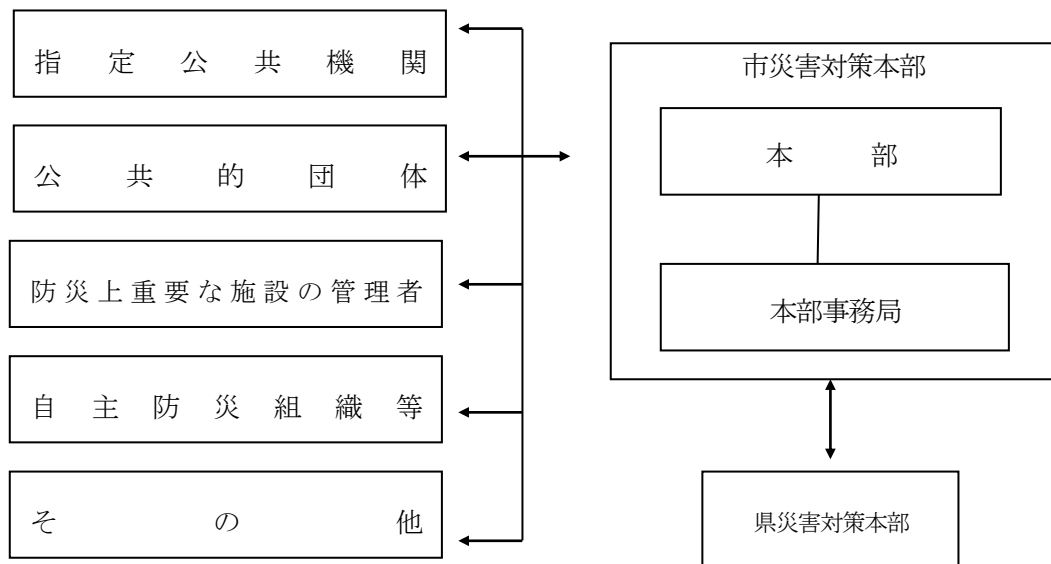 指定公共機関
公共的団体
防災上重要な施設の管理者
自主防災組織等
その他
市災害対策本部
本部
本部事務局
県災害対策本部